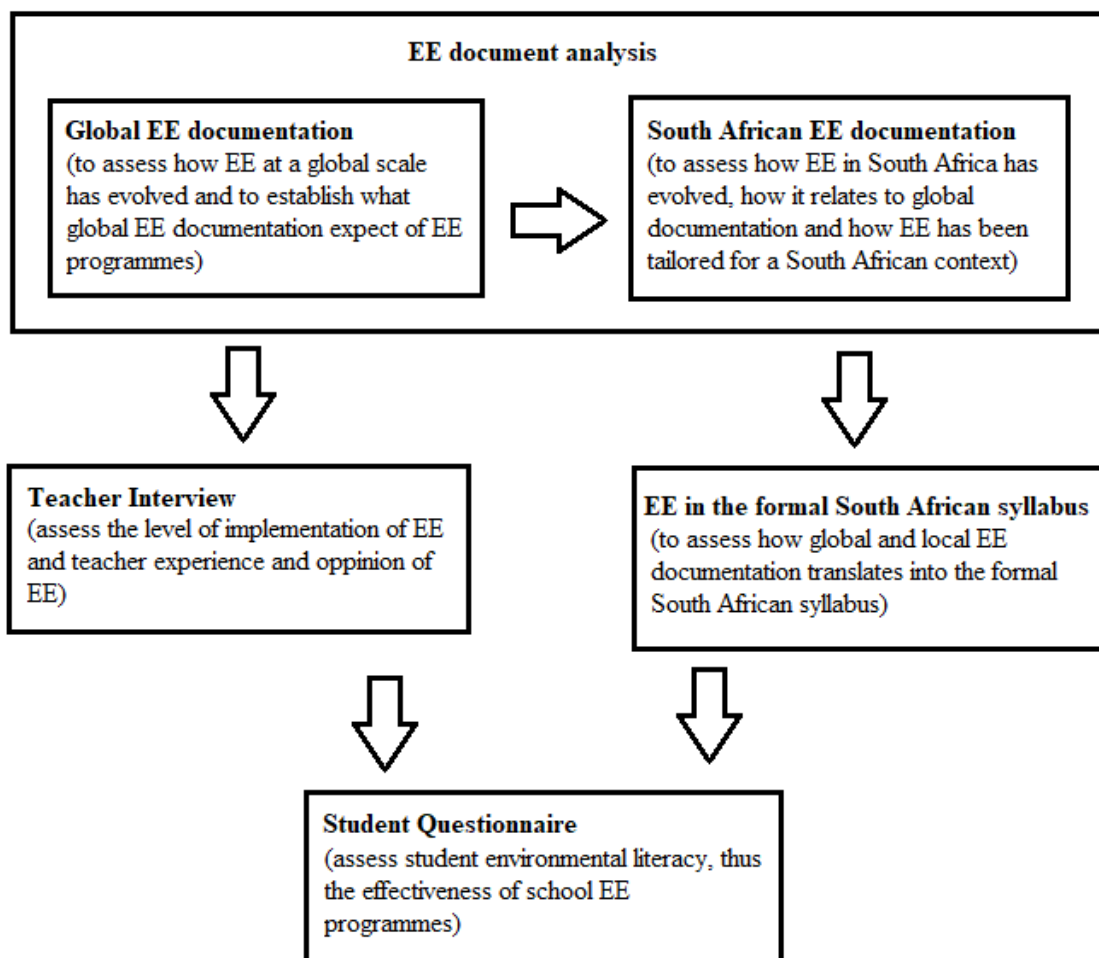 EE document analysis
Global EE documentation
(to assess how EE at a global scale
has evolved and to establish what
global EE documentation expect of EE
programmes)
South African EE documentation
(to assess how EE in South Africa has
evolved, how it relates to global
documentation and how EE has been
tailored for a South African context)
Teacher Interview
(assess the level of implementation of EE
and teacher experience and oppinion of
EE)
EE in the formal South African syllabus
(to assess how global and local EE
documentation translates into the formal
South African syllabus)
Student Questionnaire
(assess student environmental literacy, thus
the effectiveness of school EE
programmes)